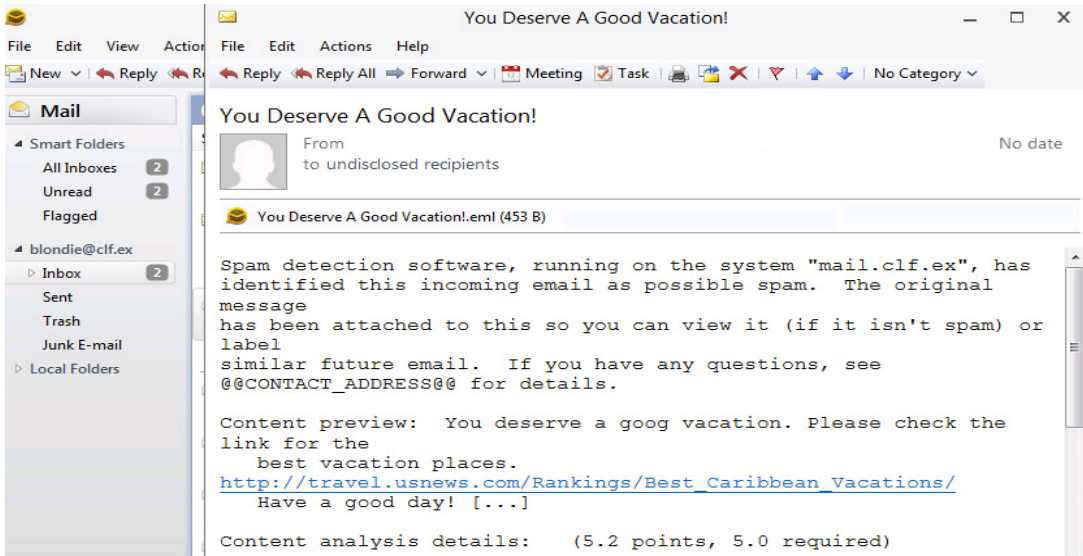 You Deserve A Good Vacation!
File Edit View Action
File Edit Actions Help
New Reply Re
Reply Reply All Forward Meeting Task No Category
Mail
Smart Folders
All Inboxes 2
Unread 2
Flagged
blondie@clf.ex
Inbox 2
Sent
Trash
Junk E-mail
Local Folders
You Deserve A Good Vacation!
From
No date
to undisclosed recipients
You Deserve A Good Vacation!.eml (453 B)
Spam detection software, running on the system "mail.clf.ex", has
identified this incoming email as possible spam. The original
message
has been attached to this so you can view it (if it isn't spam) or
label
similar future email. If you have any questions, see
@@CONTACT_ADDRESS@@ for details.
Content preview: You deserve a goog vacation. Please check the
link for the
best vacation places.
http://travel.usnews.com/Rankings/Best_Caribbean_Vacations/
Have a good day! [...]
Content analysis details: (5.2 points, 5.0 required)